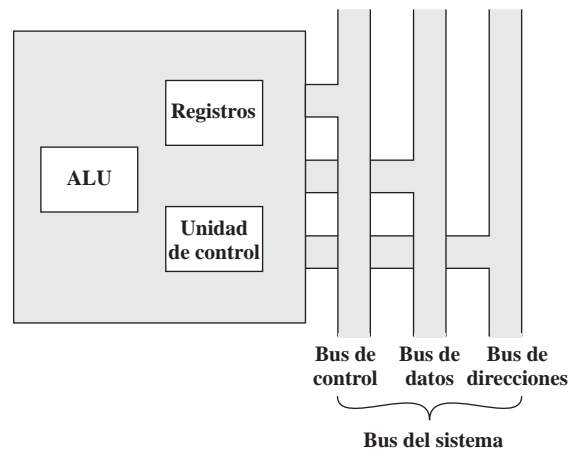 Registros
ALU
Unidad
de control
Bus de
control
Bus de
datos
Bus de
direcciones
Bus del sistema